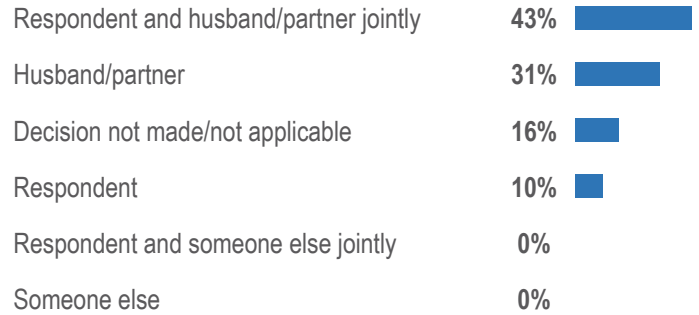 Respondent and husband/partner jointly 43%
Husband/partner 31%
Decision not made/not applicable 16%
Respondent 10%
Respondent and someone else jointly 0%
Someone else 0%